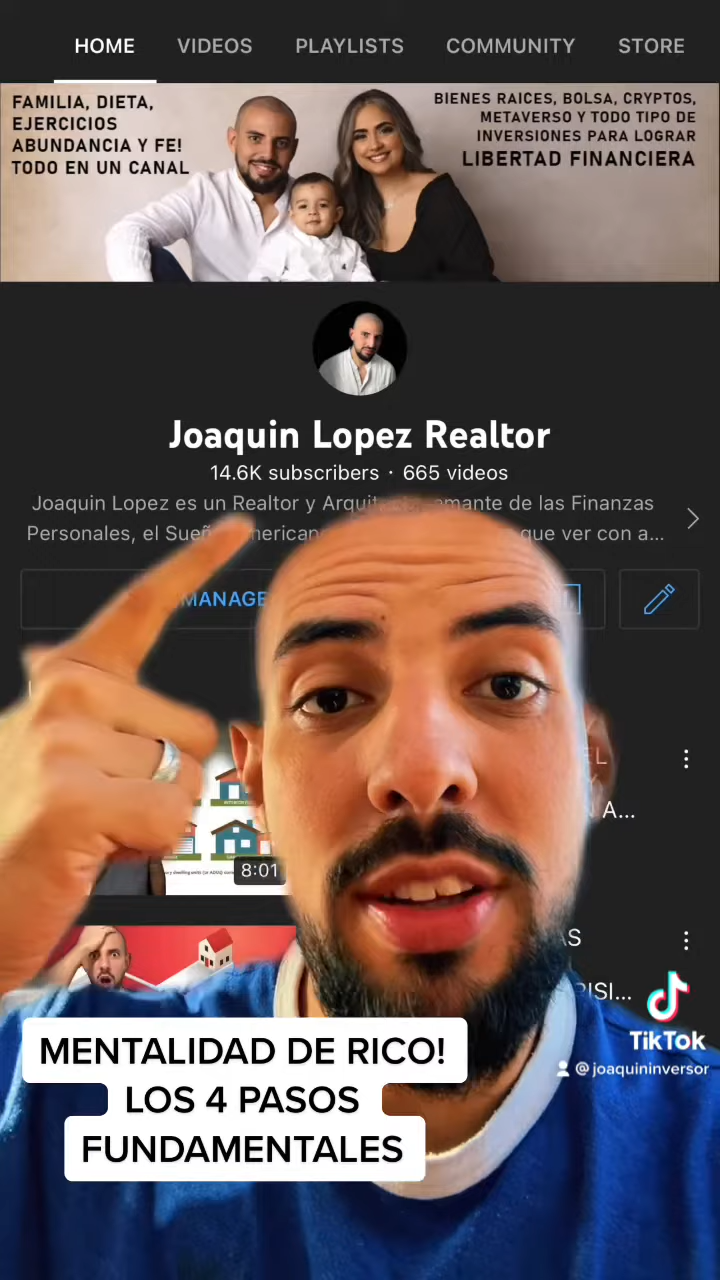 HOME VIDEOS PLAYLISTS COMMUNITY STORE
FAMILIA, DIETA,
EJERCICIOS
ABUNDANCIA Y FE!
TODO EN UN CANAL
BIENES RAICES, BOLSA, CRYPTOS,
METAVERSO Y TODO TIPO DE
INVERSIONES PARA LOGRAR
LIBERTAD FINANCIERA
Joaquin Lopez Realtor
14.6K subscribers · 665 videos
Joaquin Lopez es un Realtor y amante de las Finanzas
Personales, el que ver con a...
MANAGE
A...
8:01
TikTok
@joaquininversor
MENTALIDAD DE RICO!
LOS 4 PASOS
FUNDAMENTALES